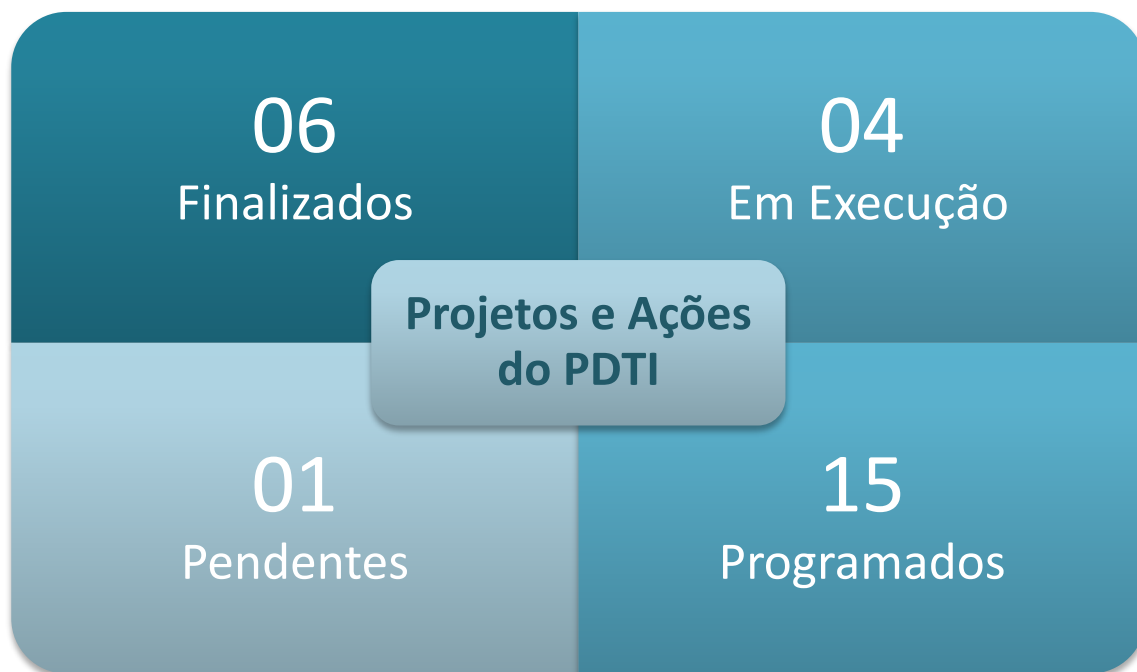 06
Finalizados
04
Em Execução
Projetos e Ações
do PDTI
01
Pendentes
15
Programados